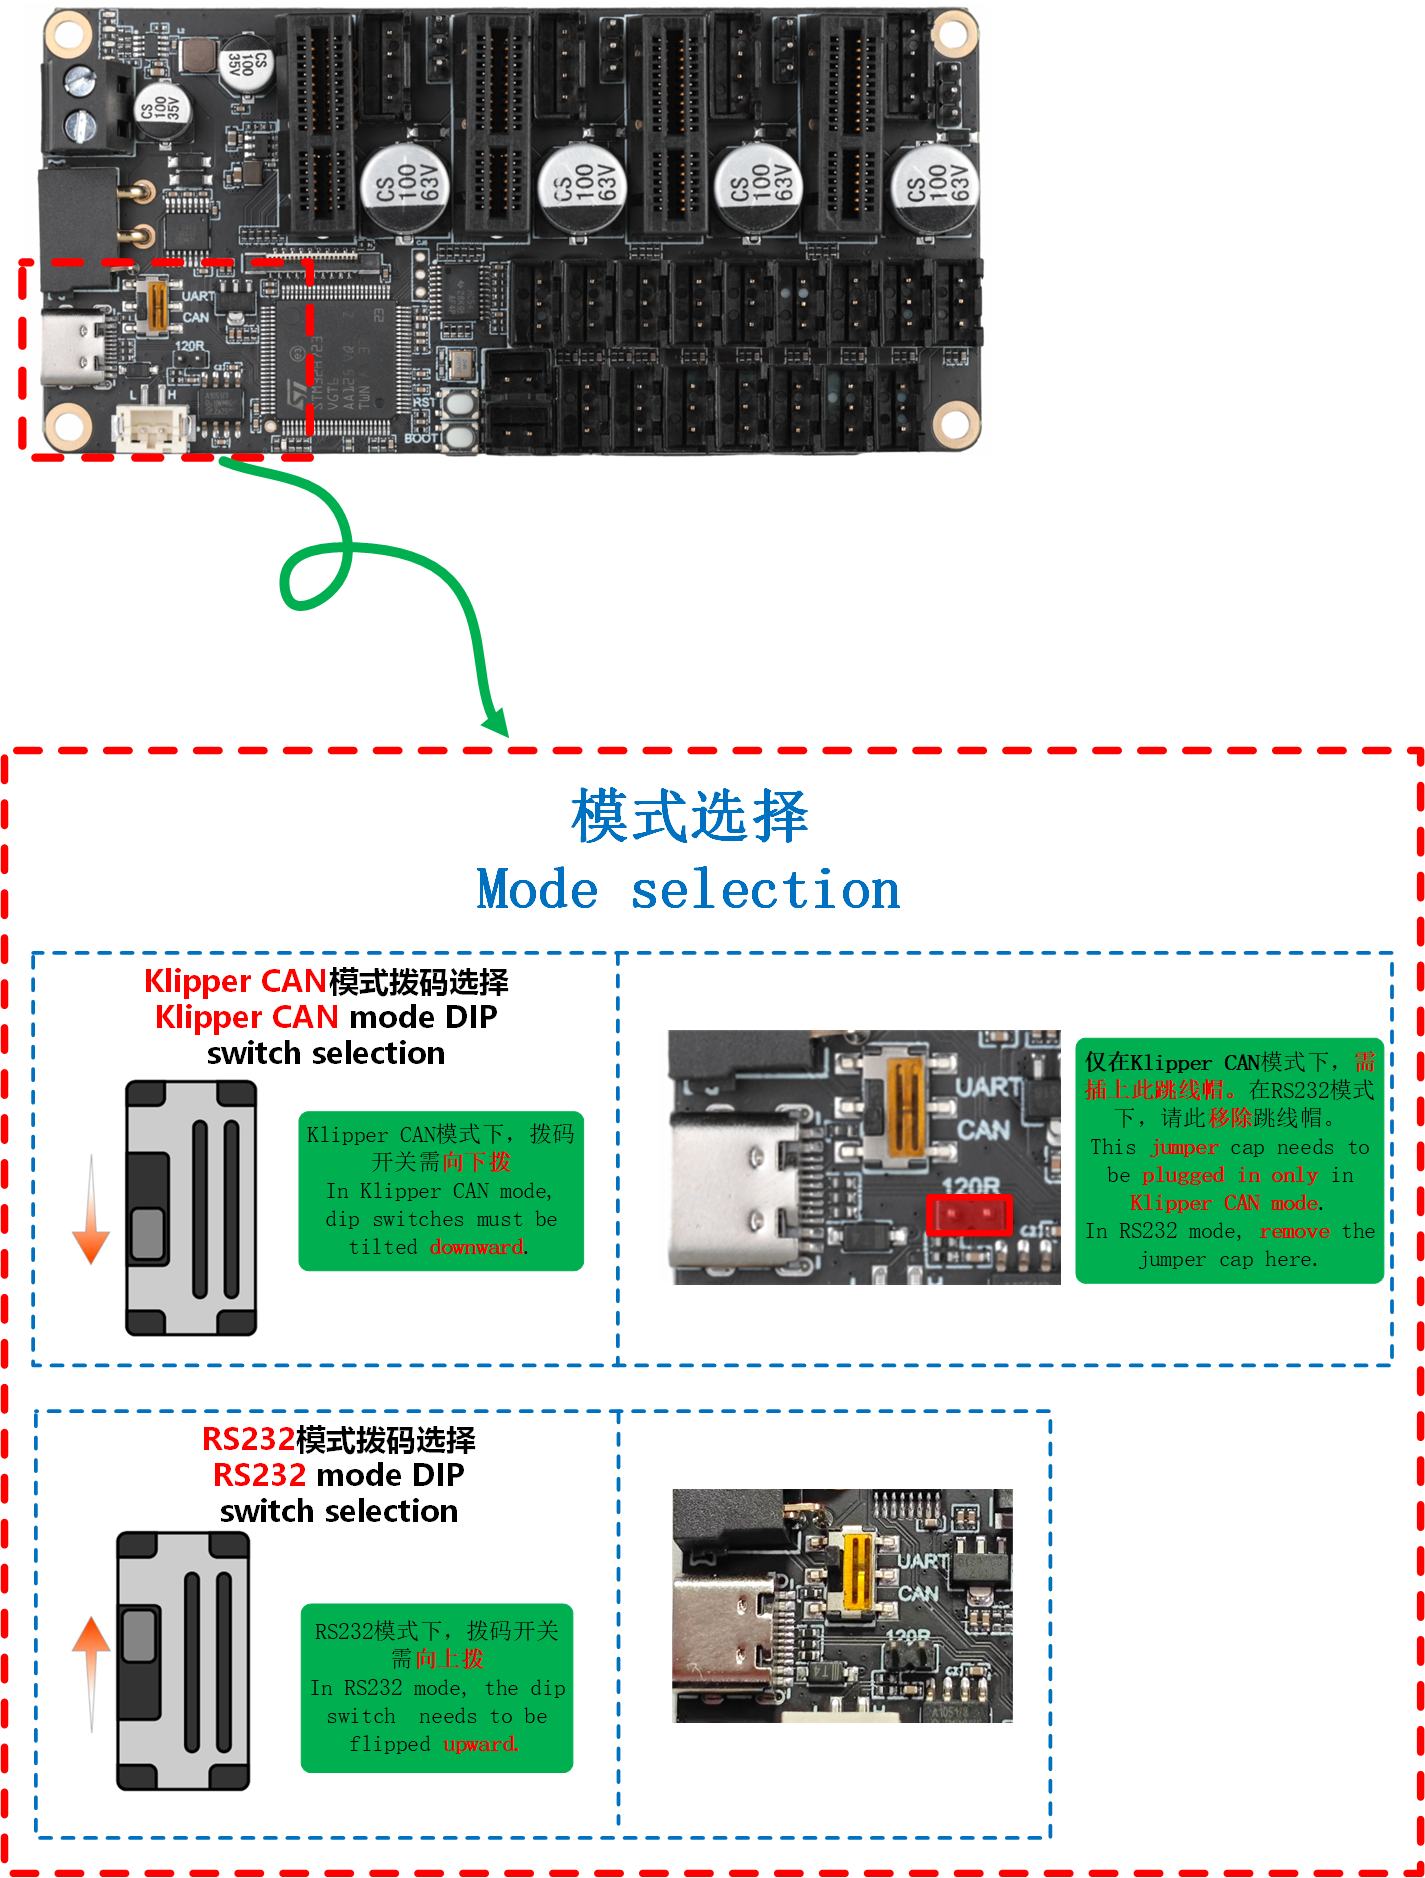 CS
100
35V
CS
100
35V
CS
100
63V
CS
100
63V
CS
100
63V
CS
100
63V
UART
CAN
120R
L H
STM32H723
VGT6
RST
BOOT
模式选择
Mode selection
Klipper CAN模式拨码选择
Klipper CAN mode DIP
switch selection
Klipper CAN模式下，拨码
开关需向下拨
In Klipper CAN mode,
dip switches must be
tilted downward.
UART
CAN
120R
仅在Klipper CAN模式下，需
插上此跳线帽。在RS232模式
下，请此移除跳线帽。
This jumper cap needs to
be plugged in only in
Klipper CAN mode.
In RS232 mode, remove the
jumper cap here.
RS232模式拨码选择
RS232 mode DIP
switch selection
RS232模式下，拨码开关
需向上拨
In RS232 mode, the dip
switch needs to be
flipped upward.
UART
CAN
120R
T4